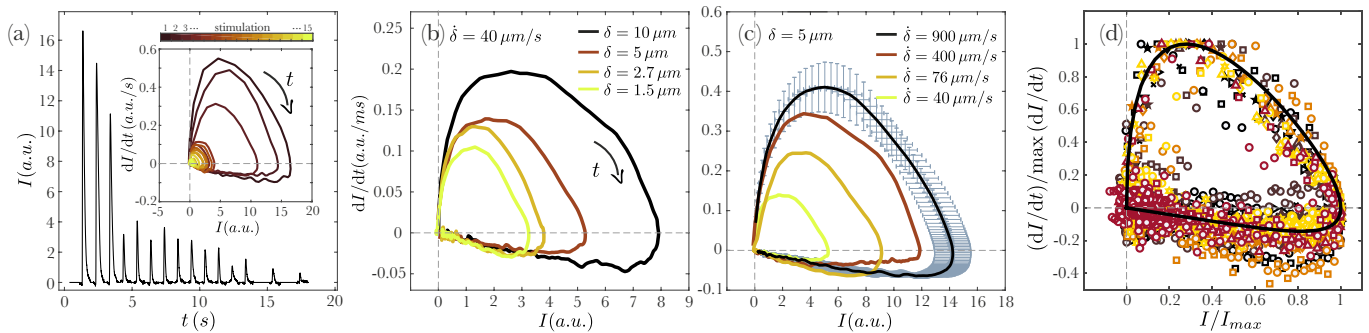 (a)
1 2 3 ··· stimulation ···15
I (a.u.)
16
14
12
10
8
6
4
2
0
0 5 10 15 20
t (s)
dI/dt (a.u./s)
0.6
0.4
0.2
0
-0.2
-5 0 5 10 15 20
I (a.u.)
t
(b)
δ̇ = 40 μm/s
δ = 10 μm
δ = 5 μm
δ = 2.7 μm
δ = 1.5 μm
dI/dt(a.u./ms)
0.25
0.2
0.15
0.1
0.05
0
-0.05
0 1 2 3 4 5 6 7 8 9
I (a.u.)
t
(c)
δ = 5 μm
δ̇ = 900 μm/s
δ̇ = 400 μm/s
δ̇ = 76 μm/s
δ̇ = 40 μm/s
0.6
0.5
0.4
0.3
0.2
0.1
0
-0.1
0 2 4 6 8 10 12 14 16 18
I (a.u.)
(d)
(dI/dt)/max (dI/dt)
1
0.8
0.6
0.4
0.2
0
-0.2
-0.4
0 0.2 0.4 0.6 0.8 1
I/Imax